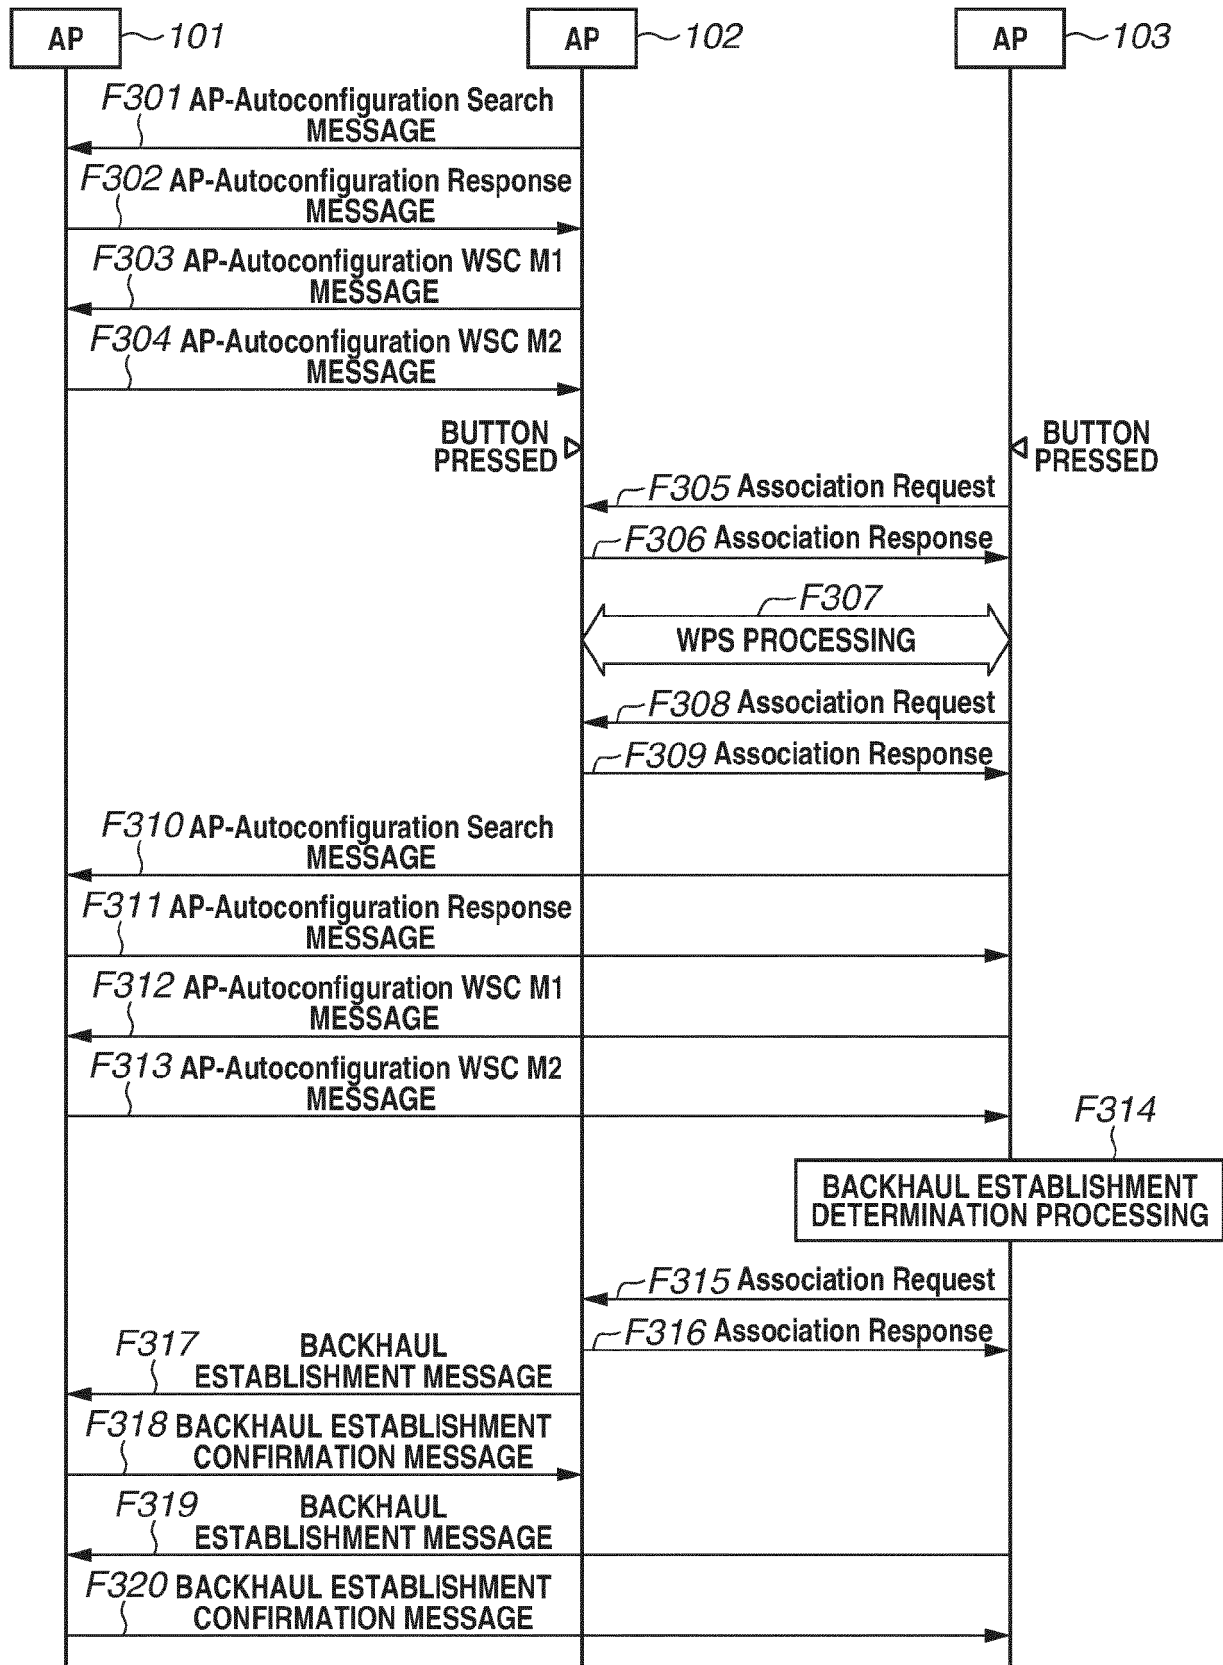 AP 101
AP 102
AP 103
F301 AP-Autoconfiguration Search
MESSAGE
F302 AP-Autoconfiguration Response
MESSAGE
F303 AP-Autoconfiguration WSC M1
MESSAGE
F304 AP-Autoconfiguration WSC M2
MESSAGE
BUTTON
PRESSED
BUTTON
PRESSED
F305 Association Request
F306 Association Response
F307
WPS PROCESSING
F308 Association Request
F309 Association Response
F310 AP-Autoconfiguration Search
MESSAGE
F311 AP-Autoconfiguration Response
MESSAGE
F312 AP-Autoconfiguration WSC M1
MESSAGE
F313 AP-Autoconfiguration WSC M2
MESSAGE
F314
BACKHAUL ESTABLISHMENT
DETERMINATION PROCESSING
F315 Association Request
F316 Association Response
F317 BACKHAUL
ESTABLISHMENT MESSAGE
F318 BACKHAUL ESTABLISHMENT
CONFIRMATION MESSAGE
F319 BACKHAUL
ESTABLISHMENT MESSAGE
F320 BACKHAUL ESTABLISHMENT
CONFIRMATION MESSAGE